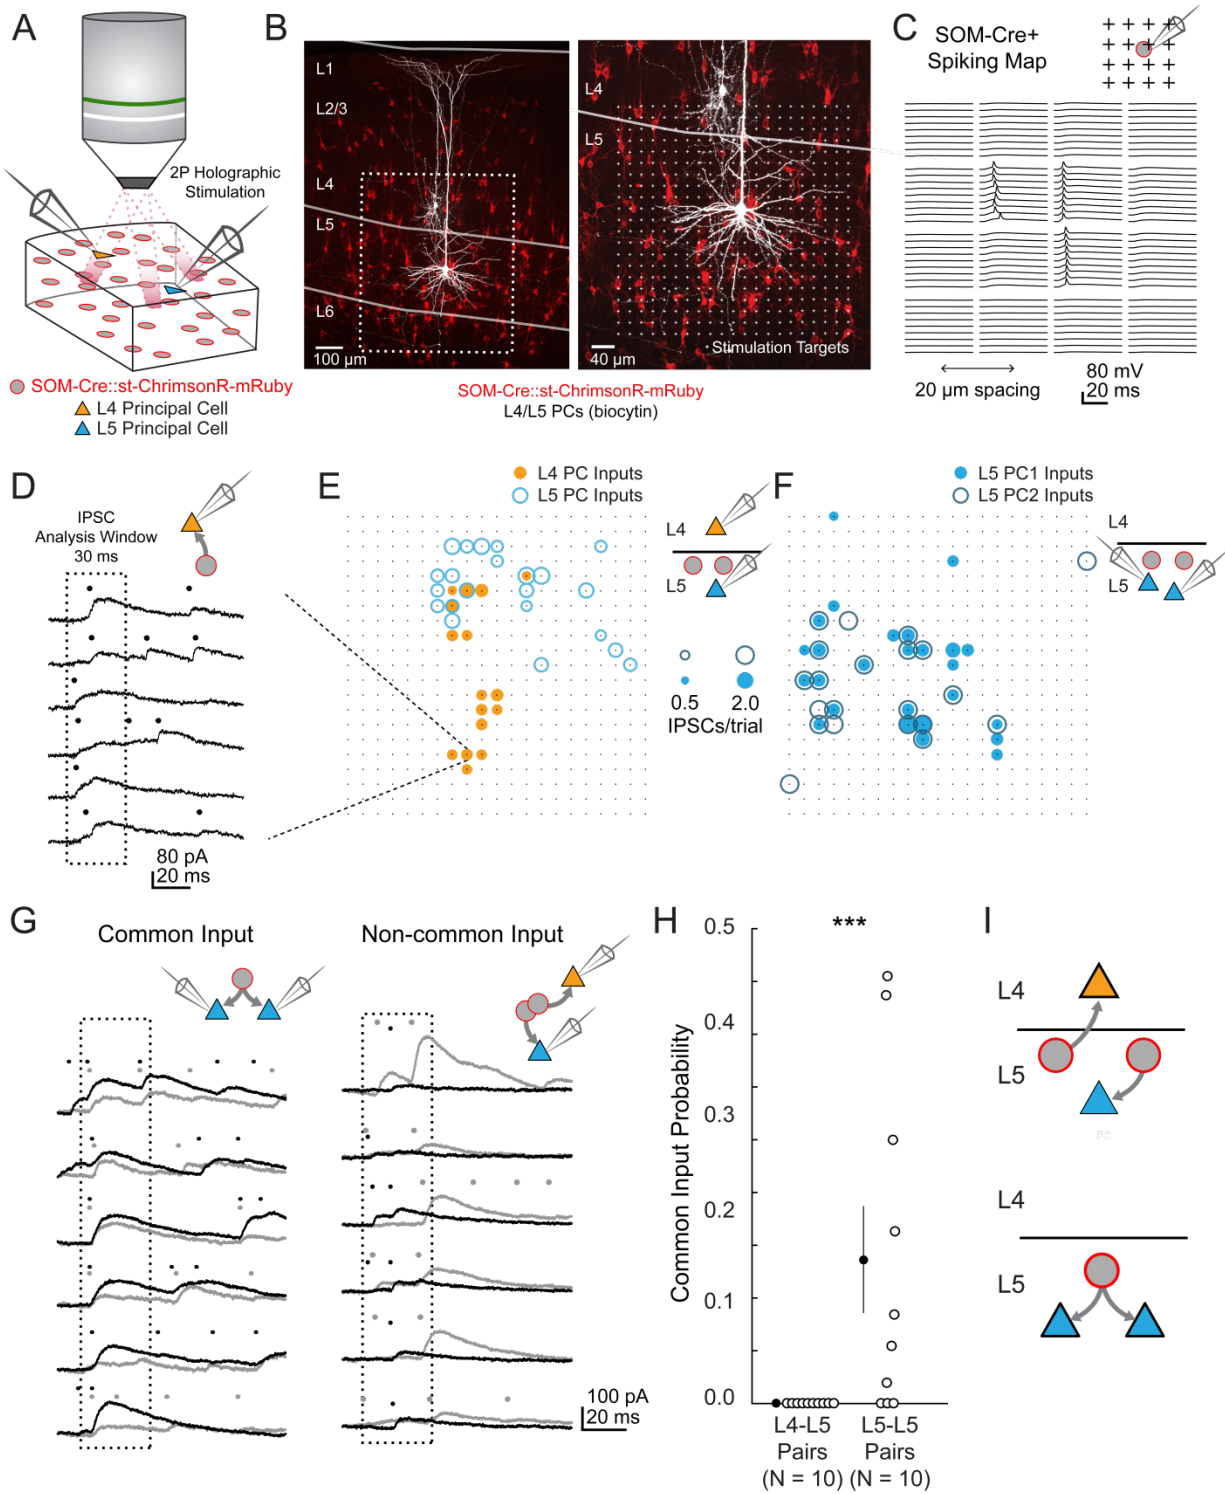 A
2P Holographic
Stimulation
SOM-Cre::st-ChrimsonR-mRuby
L4 Principal Cell
L5 Principal Cell
B
L1
L2/3
L4
L5
L6
100 µm
L4
L5
40 µm
Stimulation Targets
SOM-Cre::st-ChrimsonR-mRuby
L4/L5 PCs (biocytin)
C
SOM-Cre+
Spiking Map
20 µm spacing
80 mV
20 ms
D
IPSC
Analysis Window
30 ms
80 pA
20 ms
E
L4 PC Inputs
L5 PC Inputs
L4
L5
0.5
2.0
IPSCs/trial
F
L5 PC1 Inputs
L5 PC2 Inputs
L4
L5
G
Common Input
Non-common Input
100 pA
20 ms
H
***
Common Input Probability
0.5
0.4
0.3
0.2
0.1
0.0
L4-L5
Pairs
(N = 10)
L5-L5
Pairs
(N = 10)
I
L4
L5
PC
L4
L5